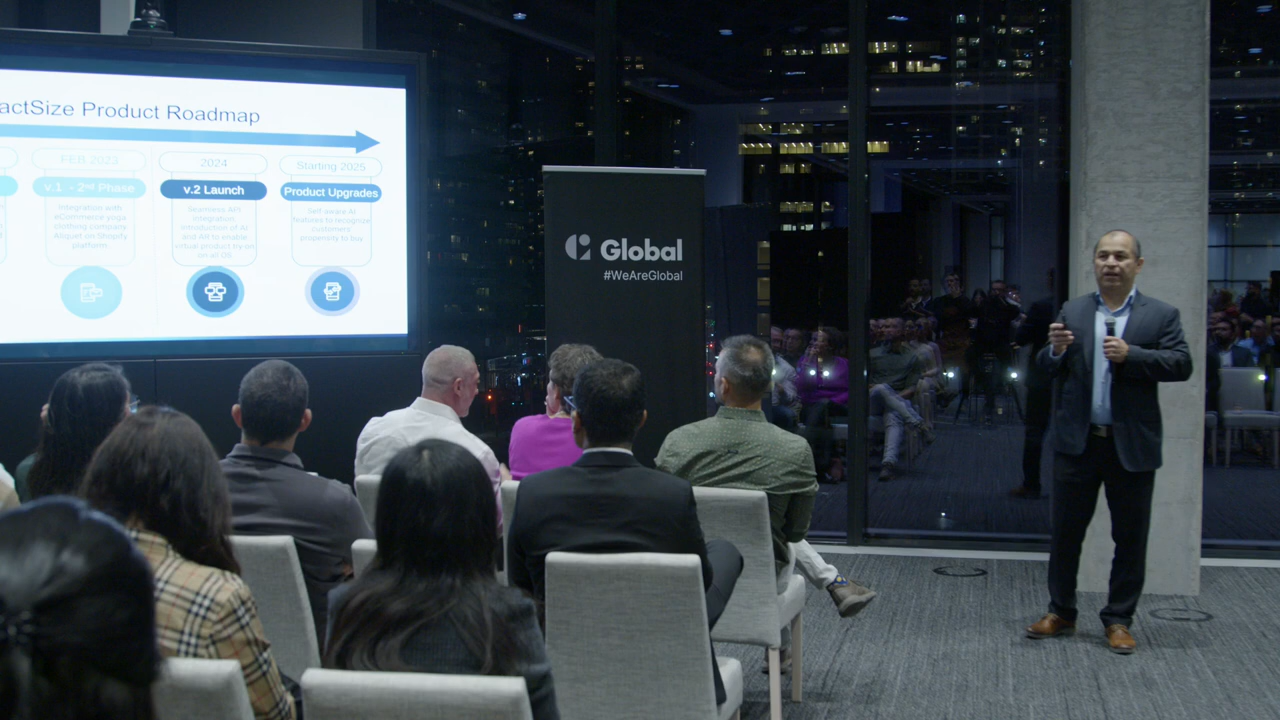 actSize Product Roadmap
FEB 2023
v.1 - 2nd Phase
Integration with
eCommerce yoga
clothing company
Aliquet on Shopify
platform
2024
v.2 Launch
Seamless API
integration,
introduction of AI
and AR to enable
virtual product try-on
on all OS
Starting 2025
Product Upgrades
Self aware AI
features to recognize
customers'
propensity to buy
Global
#WeAreGlobal